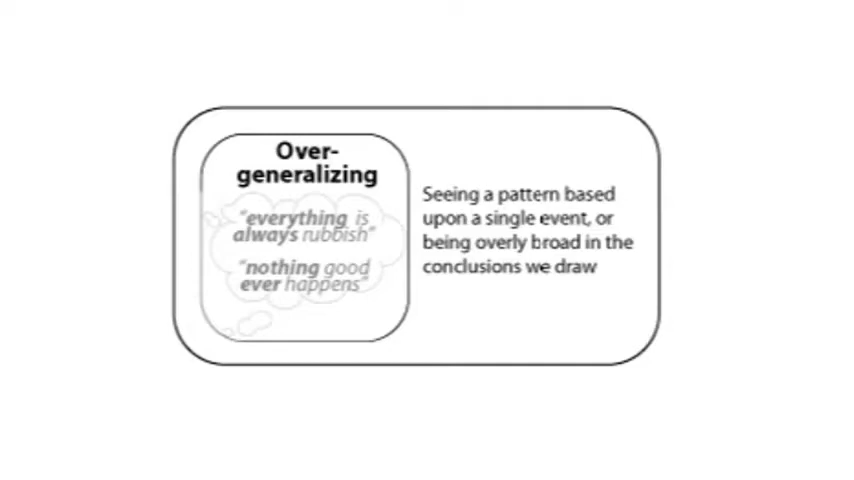 Over-
generalizing
“everything is
always rubbish”
“nothing good
ever happens”
Seeing a pattern based
upon a single event, or
being overly broad in the
conclusions we draw